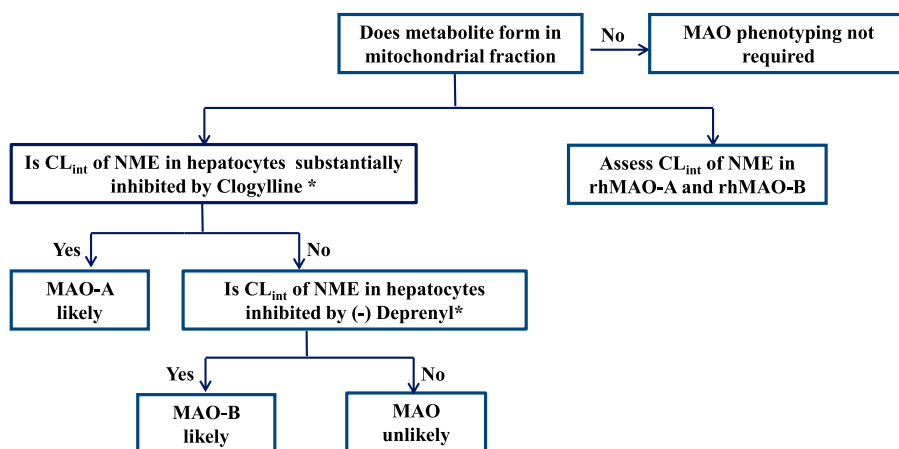 Does metabolite form in
mitochondrial fraction
No
MAO phenotyping not
required
Is CLint of NME in hepatocytes substantially
inhibited by Clogylline *
Assess CLint of NME in
rhMAO-A and rhMAO-B
Yes
No
MAO-A
likely
Is CLint of NME in hepatocytes
inhibited by (-) Deprenyl*
Yes
No
MAO-B
likely
MAO
unlikely